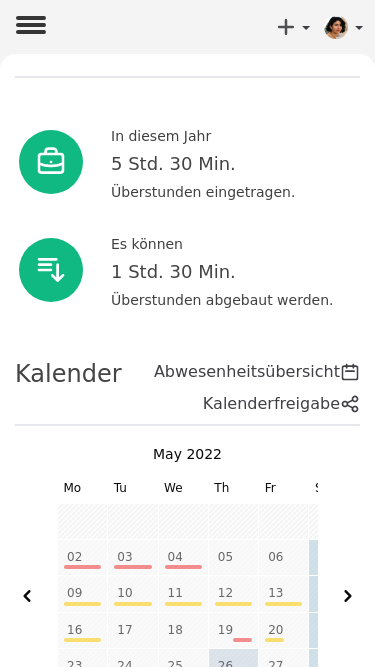 In diesem Jahr
5 Std. 30 Min.
Überstunden eingetragen.
Es können
1 Std. 30 Min.
Überstunden abgebaut werden.
Kalender
Abwesenheitsübersicht
Kalenderfreigabe
May 2022
Mo Tu We Th Fr
02 03 04 05 06
09 10 11 12 13
16 17 18 19 20
23 24 25 26 27